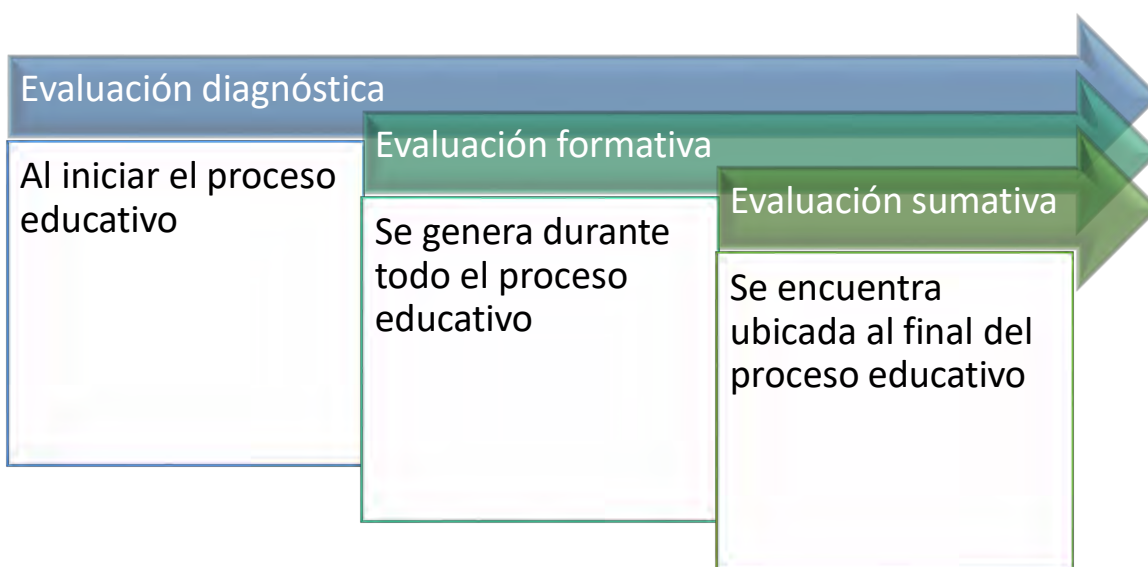 Evaluación diagnóstica
Al iniciar el proceso
educativo
Evaluación formativa
Se genera durante
todo el proceso
educativo
Evaluación sumativa
Se encuentra
ubicada al final del
proceso educativo